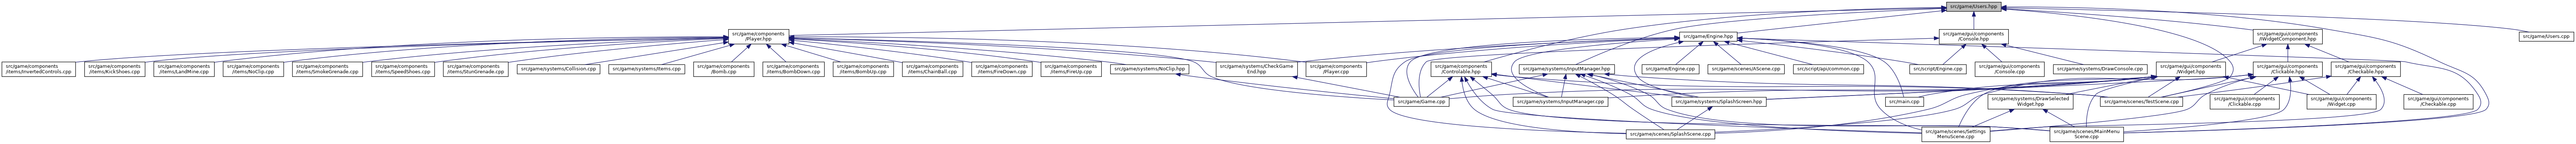 src/game/Users.hpp
src/game/components
/Player.hpp
src/game/Engine.hpp
src/game/gui/components
/Console.hpp
src/game/gui/components
/WidgetComponent.hpp
src/game/Users.cpp
src/game/components
/Items/InvertedControls.cpp
src/game/components
/Items/KickShoes.cpp
src/game/components
/Items/LandMine.cpp
src/game/components
/Items/NoClip.cpp
src/game/components
/Items/SmokeGrenade.cpp
src/game/components
/Items/SpeedShoes.cpp
src/game/components
/Items/StunGrenade.cpp
src/game/systems/Collision.cpp
src/game/systems/Items.cpp
src/game/components
/Bomb.cpp
src/game/components
/Items/BombDown.cpp
src/game/components
/Items/BombUp.cpp
src/game/components
/Items/ChainBall.cpp
src/game/components
/Items/FireDown.cpp
src/game/components
/Items/FireUp.cpp
src/game/systems/NoClip.hpp
src/game/systems/CheckGame
End.hpp
src/game/components
/Player.cpp
src/game/components
/Controlable.hpp
src/game/systems/InputManager.hpp
src/game/Engine.cpp
src/game/scenes/AScene.cpp
src/script/api/common.cpp
src/script/Engine.cpp
src/game/gui/components
/Console.cpp
src/game/systems/DrawConsole.cpp
src/game/gui/components
/Widget.hpp
src/game/gui/components
/Clickable.hpp
src/game/gui/components
/Checkable.hpp
src/game/Game.cpp
src/game/systems/InputManager.cpp
src/game/systems/SplashScreen.hpp
src/main.cpp
src/game/systems/DrawSelected
Widget.hpp
src/game/scenes/TestScene.cpp
src/game/gui/components
/Clickable.cpp
src/game/gui/components
/Widget.cpp
src/game/gui/components
/Checkable.cpp
src/game/scenes/SplashScene.cpp
src/game/scenes/Settings
MenuScene.cpp
src/game/scenes/MainMenu
Scene.cpp